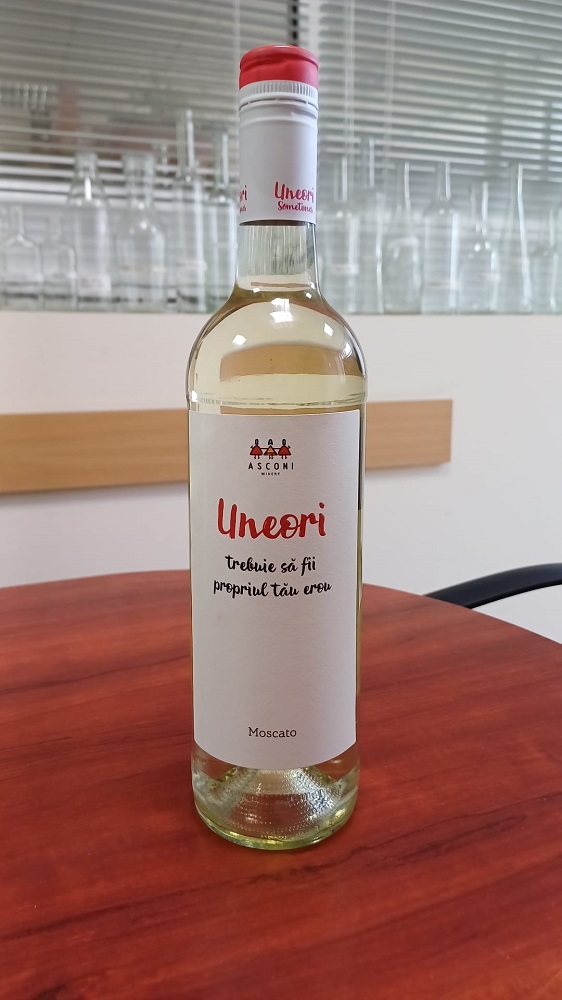 Uneori
Sometimes
ASCONI
WINERY
Uneori
trebuie să fii
propriul tău erou
Moscato